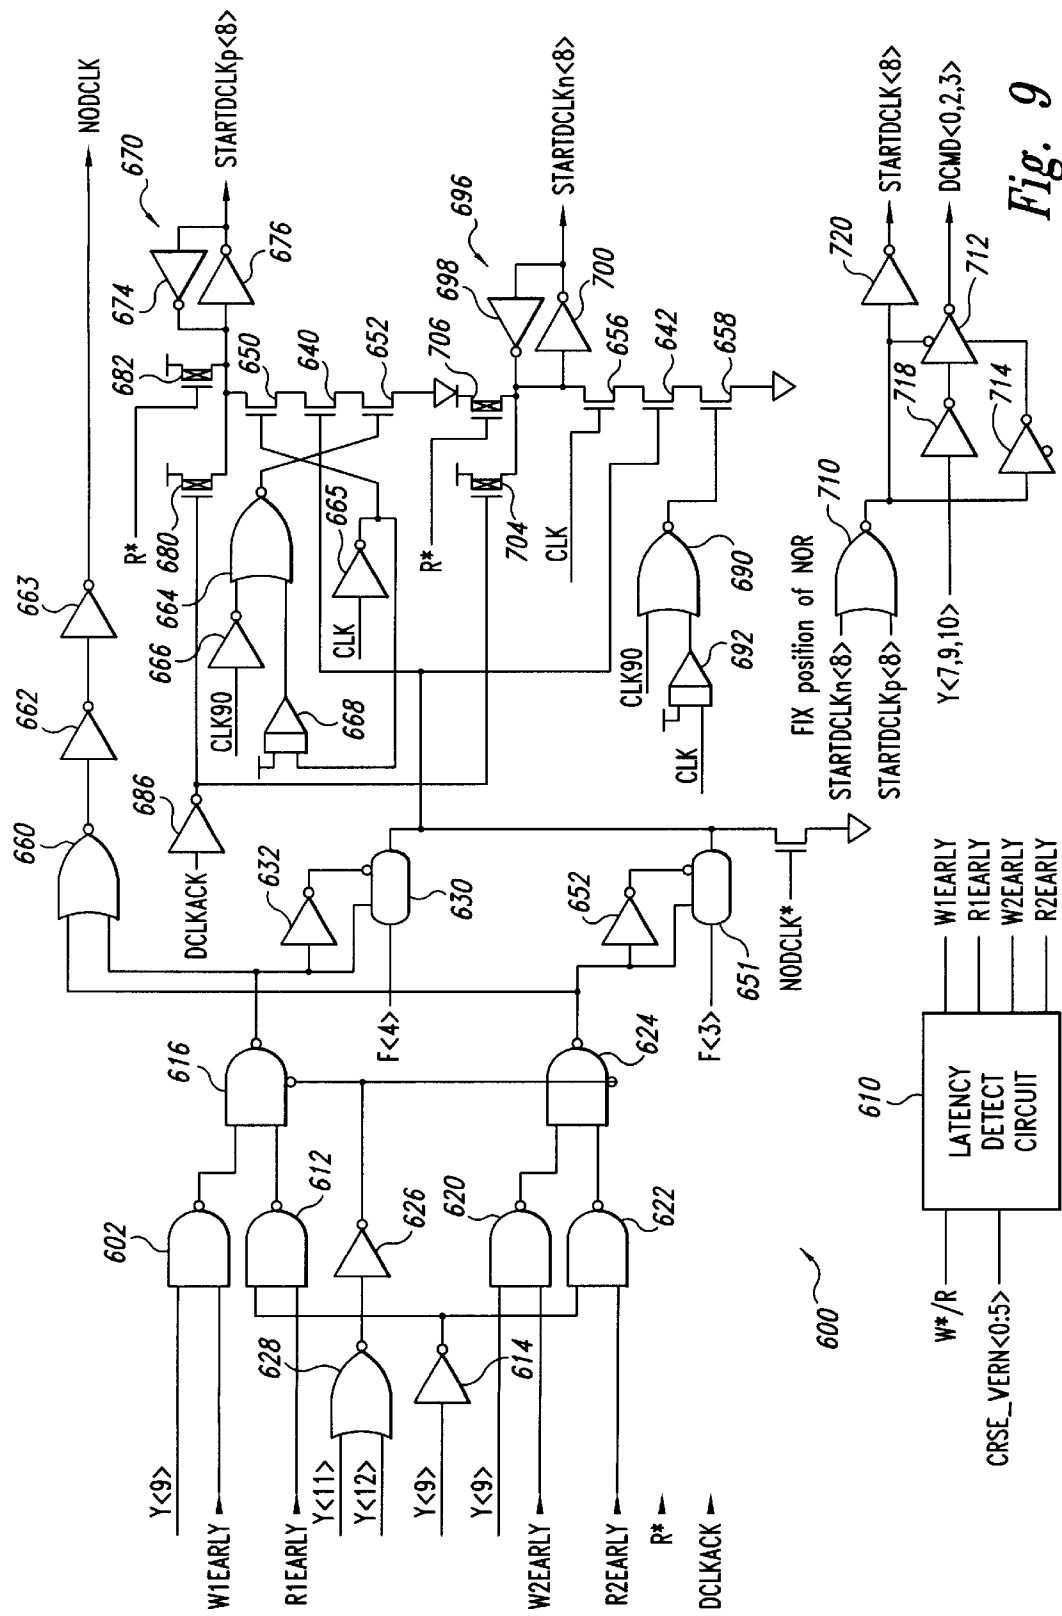 NODCLK
660
662
663
670
674
676
STARTDCLKp<8>
R*
680
682
DCLKACK
686
666
CLK90
664
668
650
640
652
CLK
665
706
R*
704
696
698
700
STARTDCLKn<8>
CLK
656
642
658
CLK90
690
692
CLK
632
630
F<4>
652
651
F<3>
NODCLK*
Y<9>
W1EARLY
602
R1EARLY
612
616
Y<11>
Y<12>
628
626
Y<9>
614
Y<9>
W2EARLY
620
R2EARLY
622
624
R*
DCLKACK
600
W*/R
CRSE_VERN<0:5>
610
LATENCY
DETECT
CIRCUIT
W1EARLY
R1EARLY
W2EARLY
R2EARLY
FIX position of NOR
STARTDCLKn<8>
STARTDCLKp<8>
710
Y<7,9,10>
718
714
720
712
STARTDCLK<8>
DCMD<0,2,3>
Fig. 9